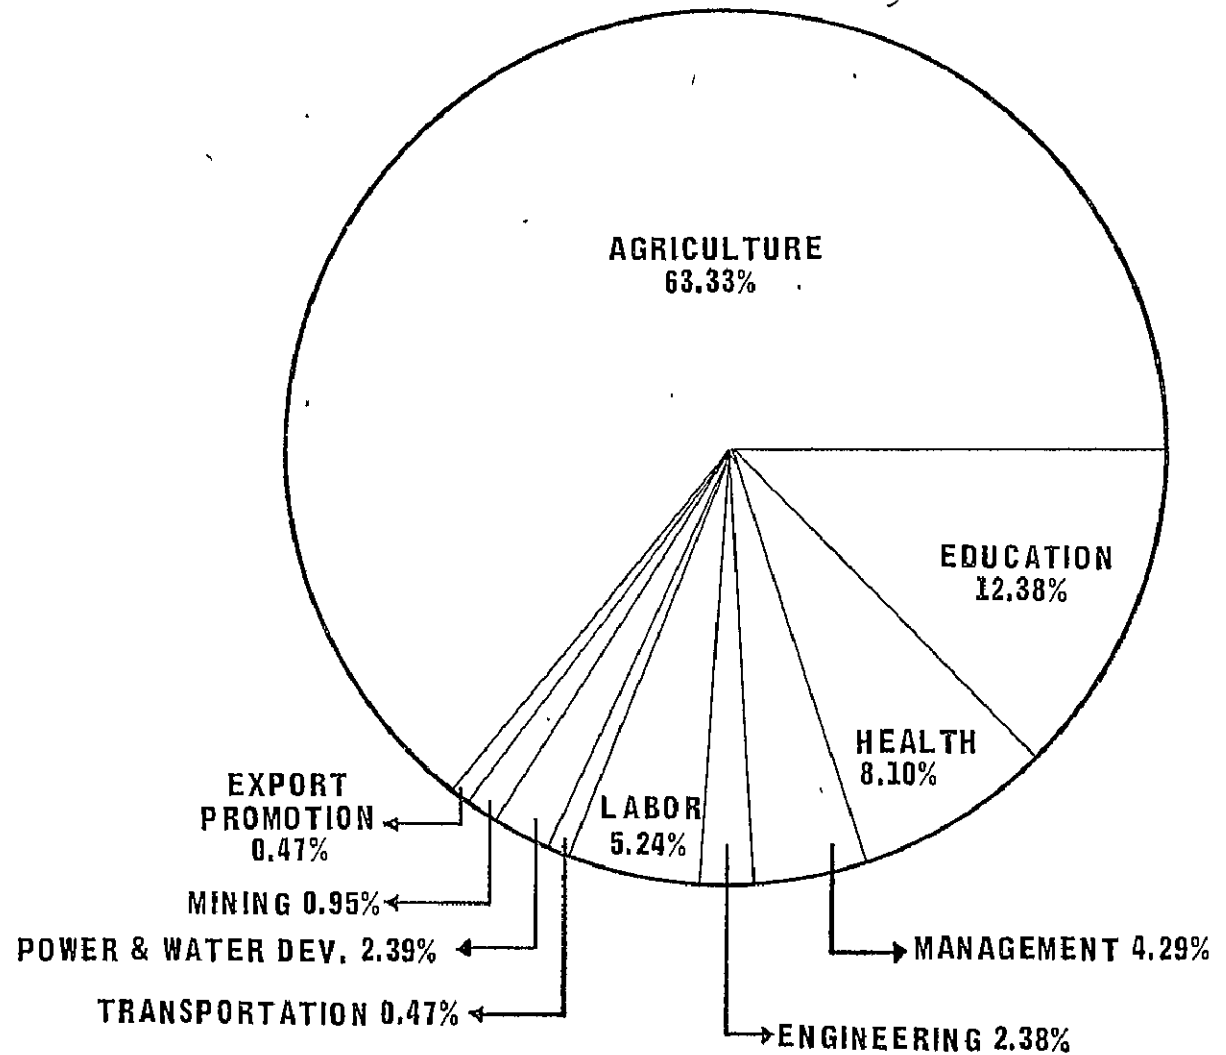 AGRICULTURE
63.33%
EDUCATION
12.38%
HEALTH
8.10%
EXPORT
PROMOTION
0.47%
LABOR
5.24%
MINING 0.95%
POWER & WATER DEV. 2.39%
MANAGEMENT 4.29%
TRANSPORTATION 0.47%
ENGINEERING 2.38%